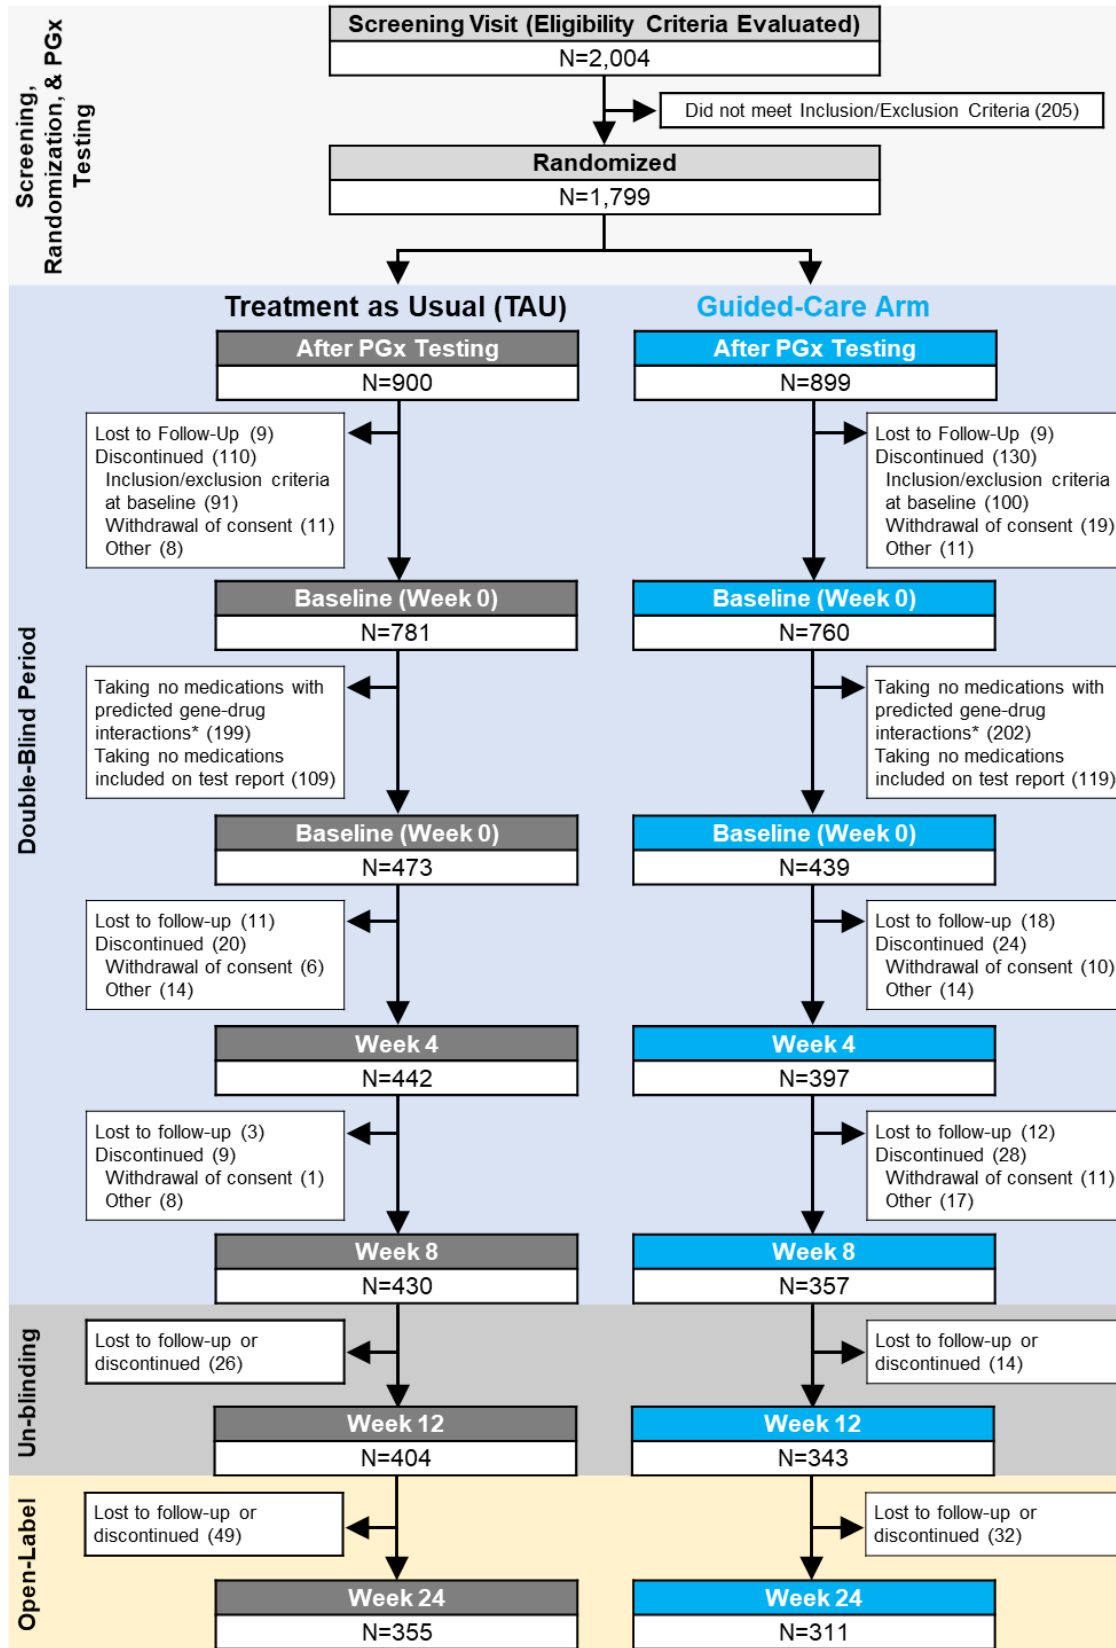 Screening,
Randomization, & PGx
Testing
Screening Visit (Eligibility Criteria Evaluated)
N=2,004
Did not meet Inclusion/Exclusion Criteria (205)
Randomized
N=1,799
Double-Blind Period
Treatment as Usual (TAU)
Guided-Care Arm
After PGx Testing
N=900
After PGx Testing
N=899
Lost to Follow-Up (9)
Discontinued (110)
Inclusion/exclusion criteria
at baseline (91)
Withdrawal of consent (11)
Other (8)
Lost to Follow-Up (9)
Discontinued (130)
Inclusion/exclusion criteria
at baseline (100)
Withdrawal of consent (19)
Other (11)
Baseline (Week 0)
N=781
Baseline (Week 0)
N=760
Taking no medications with
predicted gene-drug
interactions* (199)
Taking no medications
included on test report (109)
Taking no medications with
predicted gene-drug
interactions* (202)
Taking no medications
included on test report (119)
Baseline (Week 0)
N=473
Baseline (Week 0)
N=439
Lost to follow-up (11)
Discontinued (20)
Withdrawal of consent (6)
Other (14)
Lost to follow-up (18)
Discontinued (24)
Withdrawal of consent (10)
Other (14)
Week 4
N=442
Week 4
N=397
Lost to follow-up (3)
Discontinued (9)
Withdrawal of consent (1)
Other (8)
Lost to follow-up (12)
Discontinued (28)
Withdrawal of consent (11)
Other (17)
Week 8
N=430
Week 8
N=357
Un-blinding
Lost to follow-up or
discontinued (26)
Lost to follow-up or
discontinued (14)
Week 12
N=404
Week 12
N=343
Open-Label
Lost to follow-up or
discontinued (49)
Lost to follow-up or
discontinued (32)
Week 24
N=355
Week 24
N=311